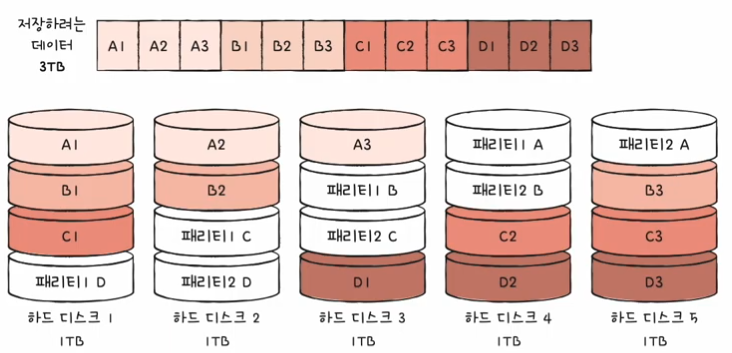 저장하려는
데이터
3TB
A1 A2 A3 B1 B2 B3 C1 C2 C3 D1 D2 D3
A1 A2 A3 패리티1 A 패리티2 A
B1 B2 패리티1 B 패리티2 B B3
C1 패리티1 C 패리티2 C C2 C3
패리티1 D 패리티2 D D1 D2 D3
하드 디스크 1 하드 디스크 2 하드 디스크 3 하드 디스크 4 하드 디스크 5
1TB 1TB 1TB 1TB 1TB